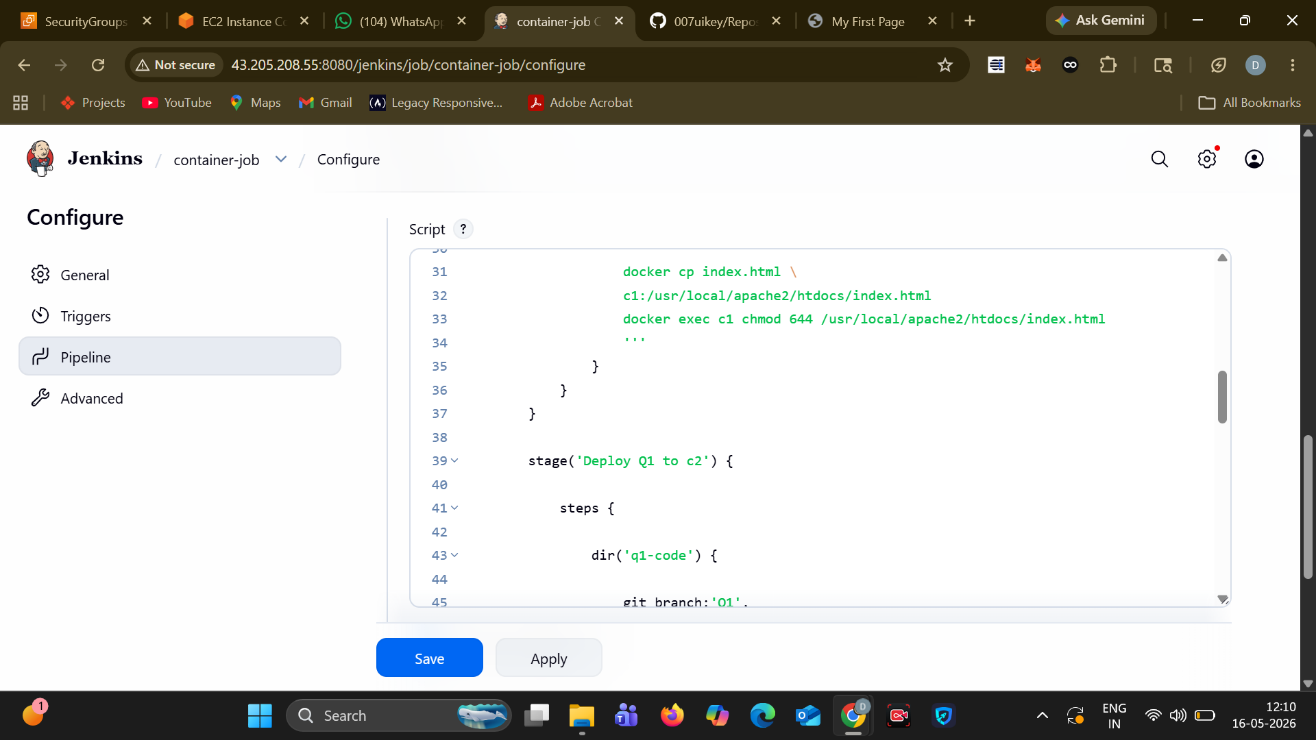 SecurityGroups
EC2 Instance Co
(104) WhatsApp
container-job C
007uikey/Repos
My First Page
Ask Gemini
Not secure
43.205.208.55:8080/jenkins/job/container-job/configure
D
Projects
YouTube
Maps
Gmail
Legacy Responsive...
Adobe Acrobat
All Bookmarks
Jenkins / container-job / Configure
Configure
General
Triggers
Pipeline
Advanced
Script ?
30
31 docker cp index.html \
32 c1:/usr/local/apache2/htdocs/index.html
33 docker exec c1 chmod 644 /usr/local/apache2/htdocs/index.html
34 '''
35 }
36 }
37 }
38
39 stage('Deploy Q1 to c2') {
40
41 steps {
42
43 dir('q1-code') {
44
45 git branch:'Q1',
Save
Apply
1
Search
D
ENG
IN
12:10
16-05-2026